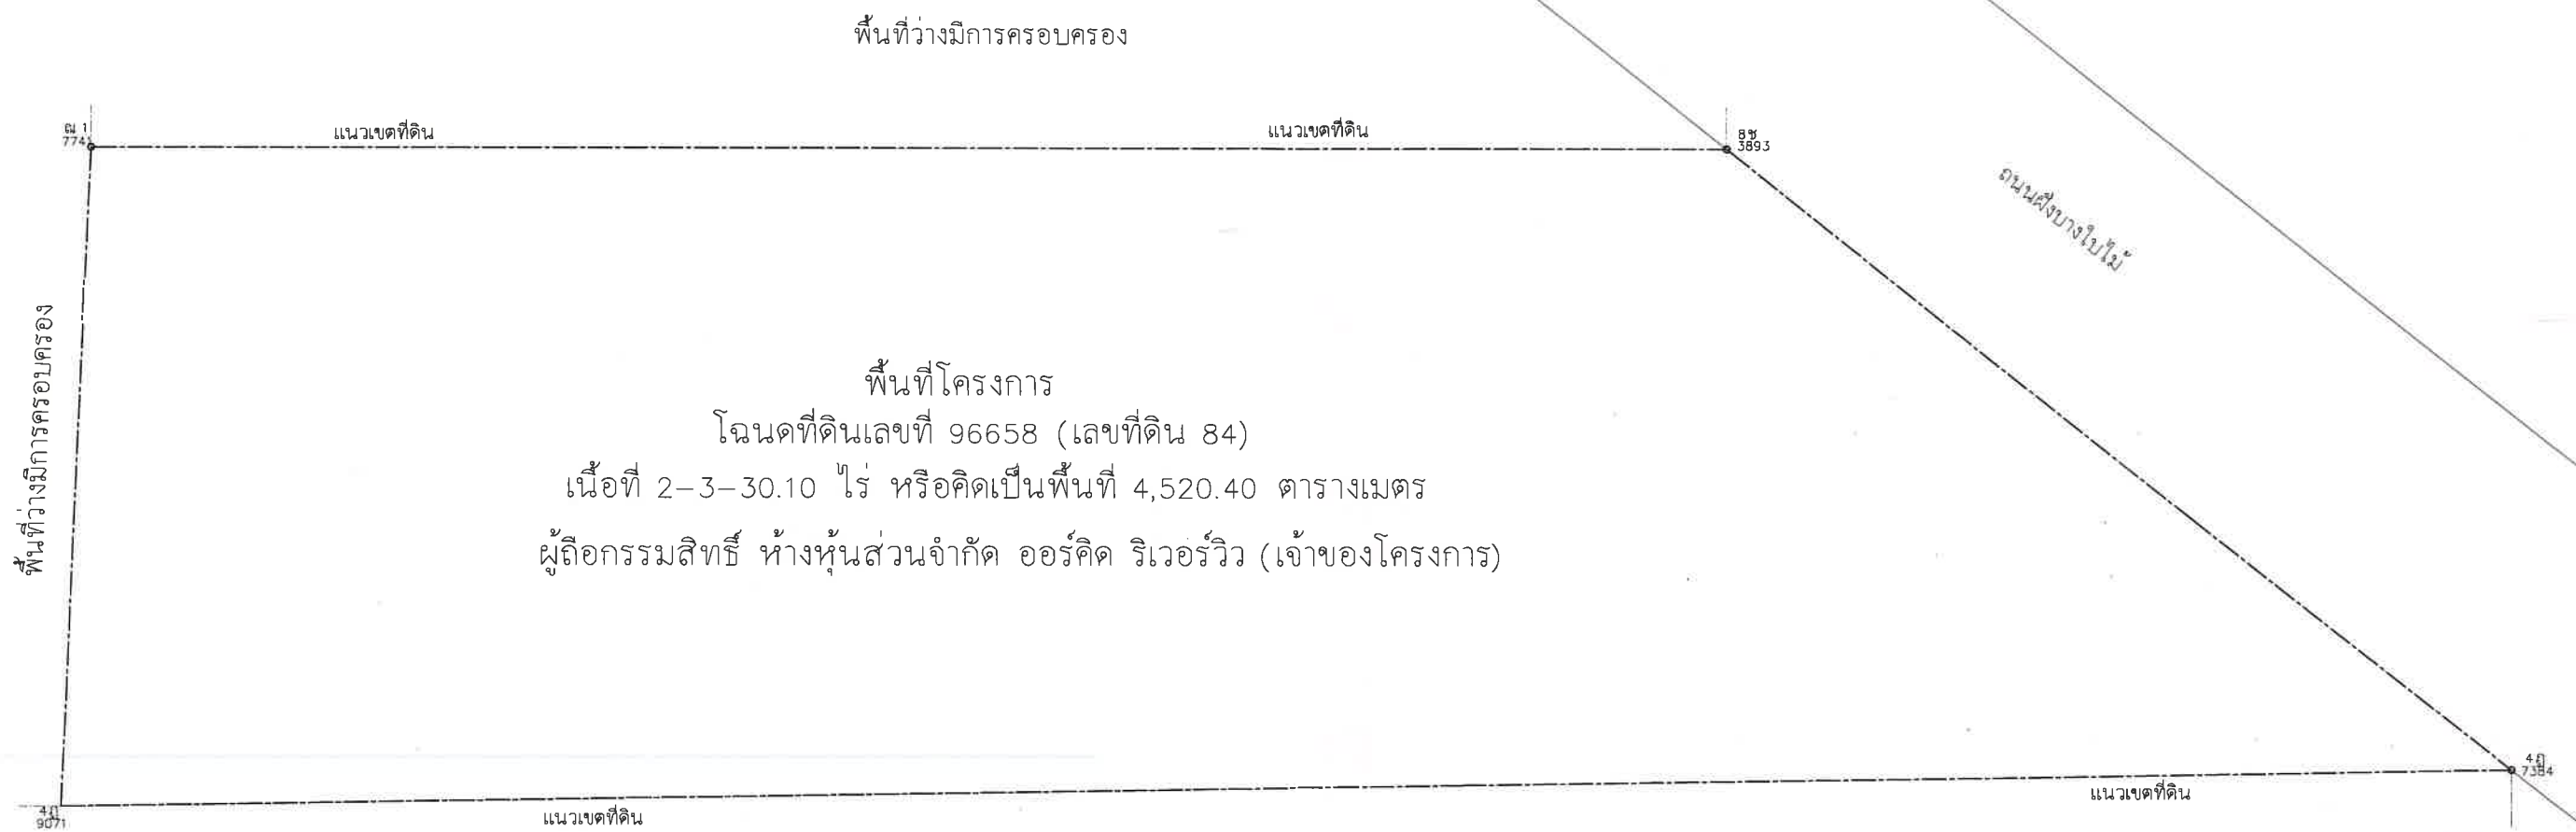 พื้นที่ว่างมีการครอบครอง
ฌ 1
774
แนวเขตที่ดิน
แนวเขตที่ดิน
8ช
3893
ถนนฝั่งบางใบไม้
พื้นที่ว่างมีการครอบครอง
พื้นที่โครงการ
โฉนดที่ดินเลขที่ 96658 (เลขที่ดิน 84)
เนื้อที่ 2-3-30.10 ไร่ หรือคิดเป็นพื้นที่ 4,520.40 ตารางเมตร
ผู้ถือกรรมสิทธิ์ ห้างหุ้นส่วนจำกัด ออร์คิด ริเวอร์วิว (เจ้าของโครงการ)
7384
แนวเขตที่ดิน
9071
แนวเขตที่ดิน